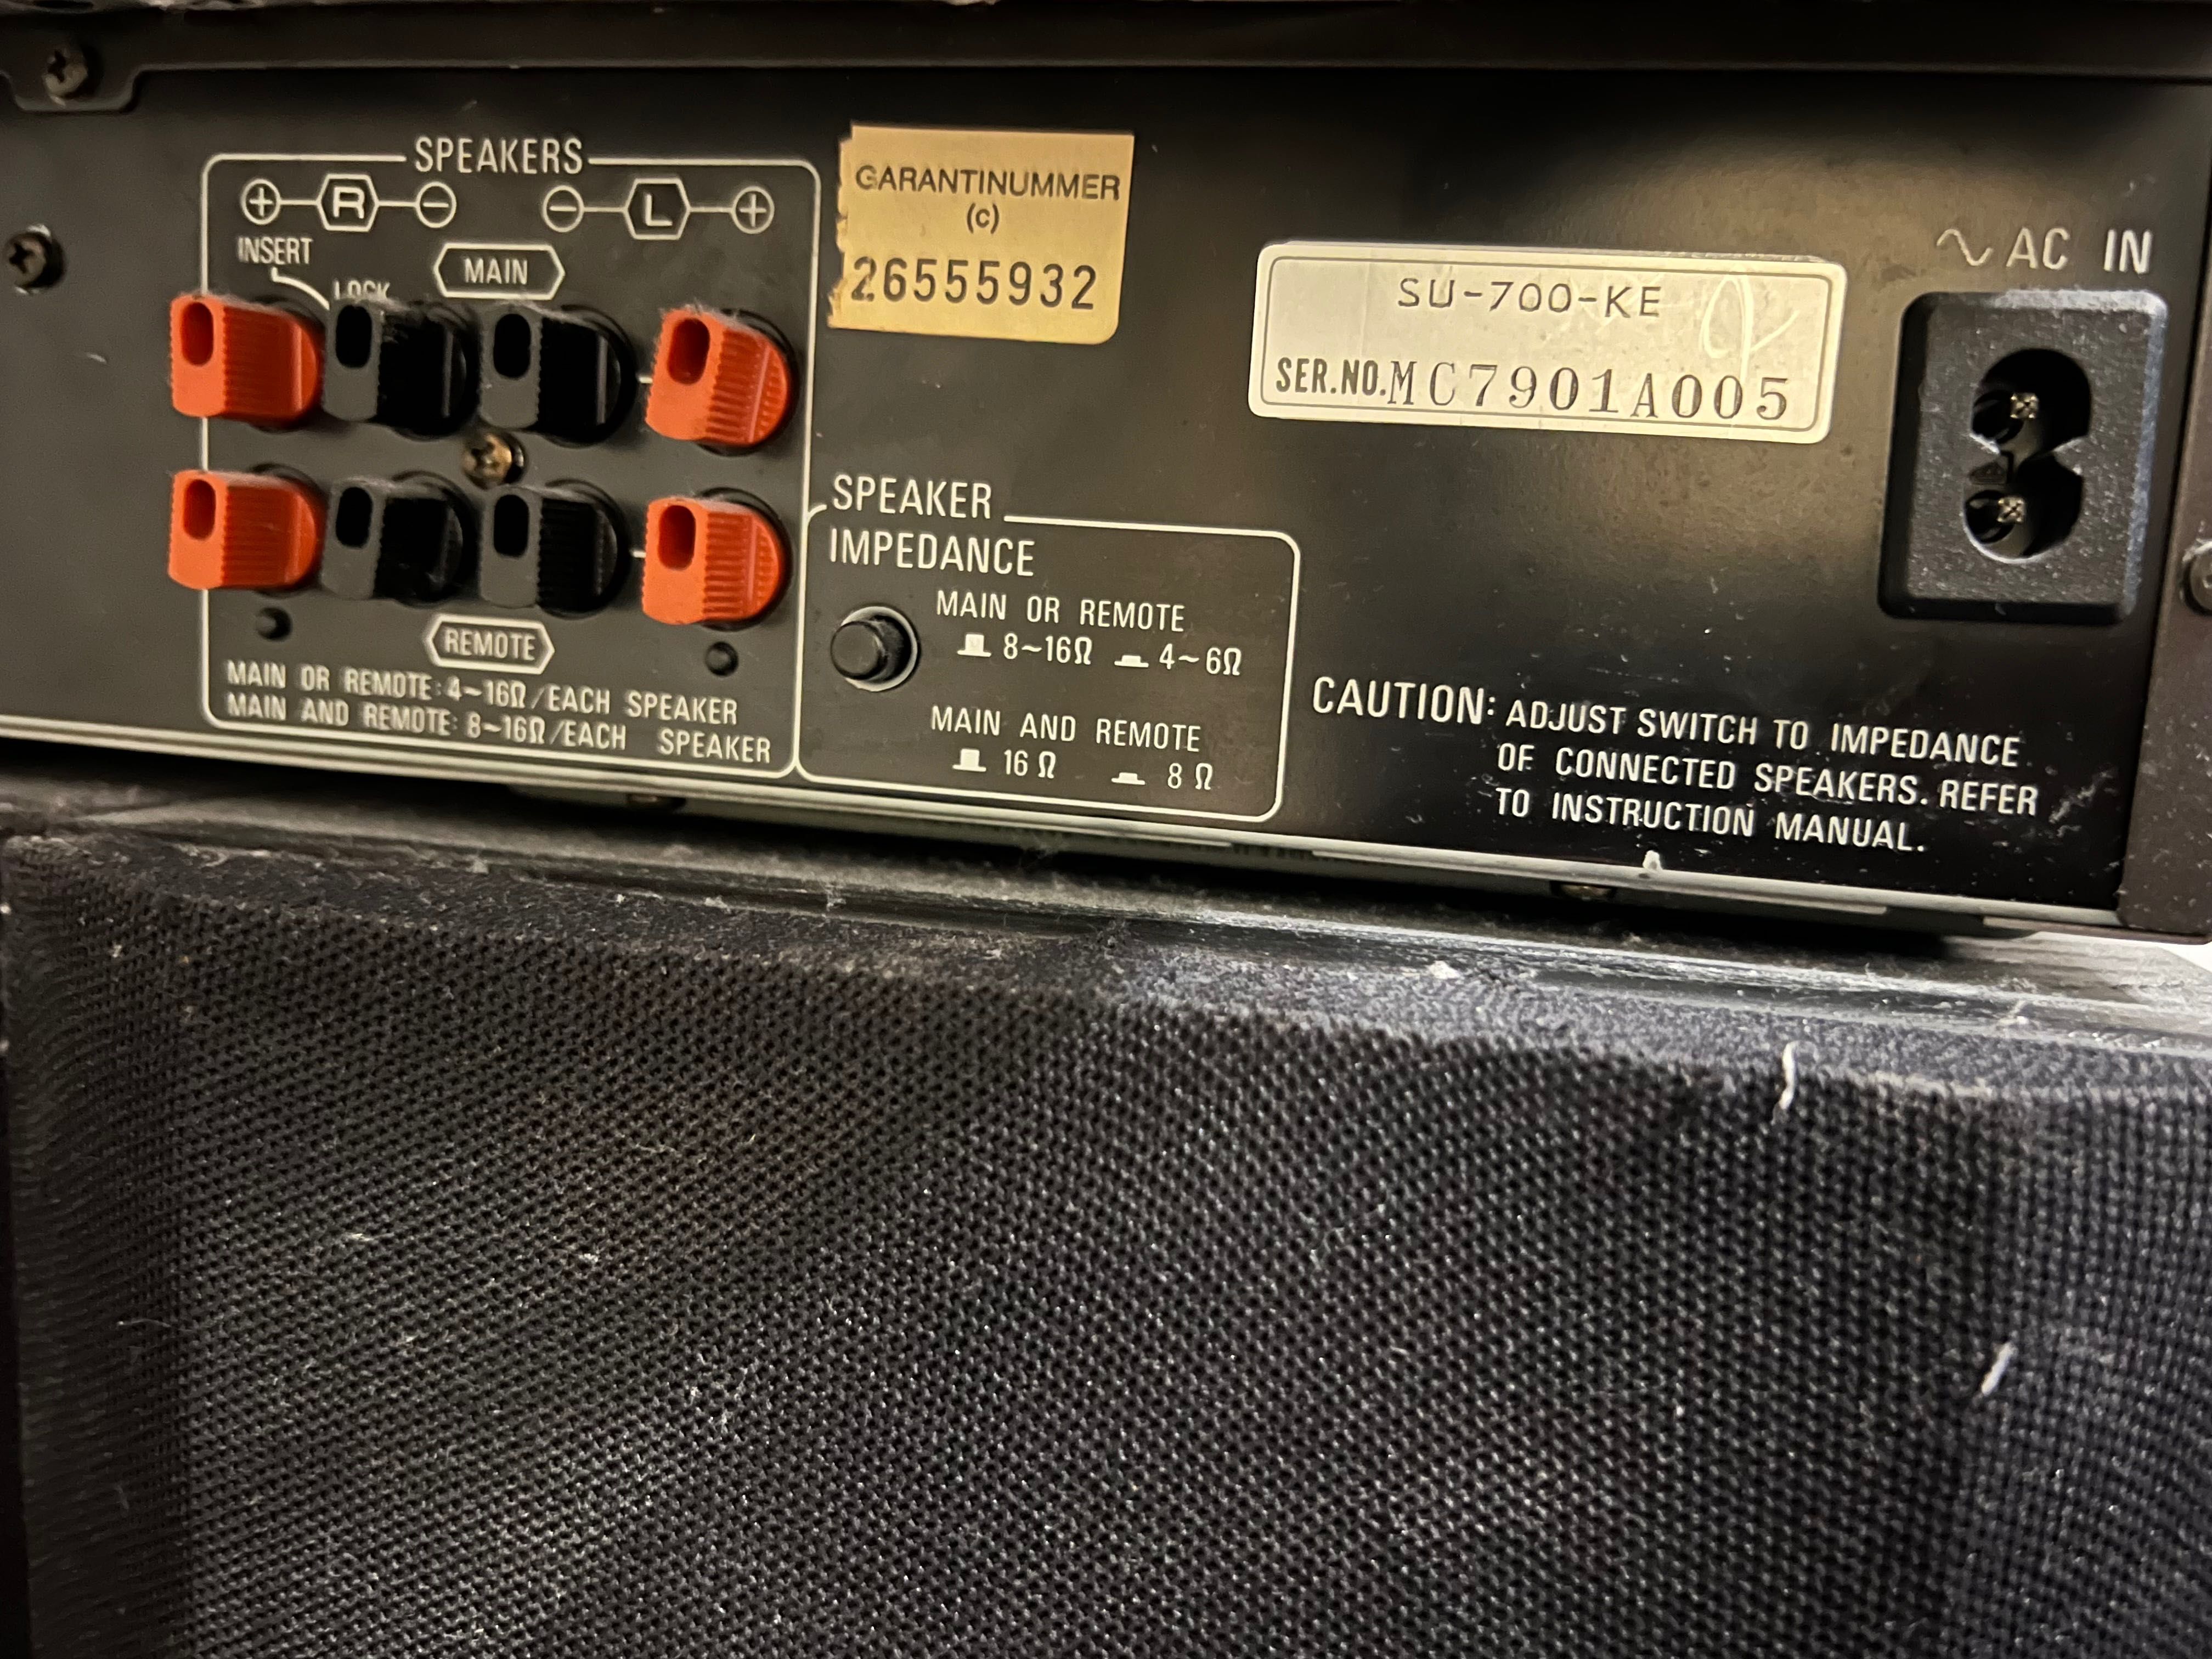 SPEAKERS
R L
INSERT
LOCK
MAIN
REMOTE
MAIN OR REMOTE: 4~16Ω/EACH SPEAKER
MAIN AND REMOTE: 8~16Ω/EACH SPEAKER
GARANTINUMMER
(c)
26555932
SPEAKER
IMPEDANCE
MAIN OR REMOTE
8~16Ω 4~6Ω
MAIN AND REMOTE
16Ω 8Ω
SU-700-KE
SER.NO.MC7901A005
AC IN
CAUTION: ADJUST SWITCH TO IMPEDANCE
OF CONNECTED SPEAKERS. REFER
TO INSTRUCTION MANUAL.